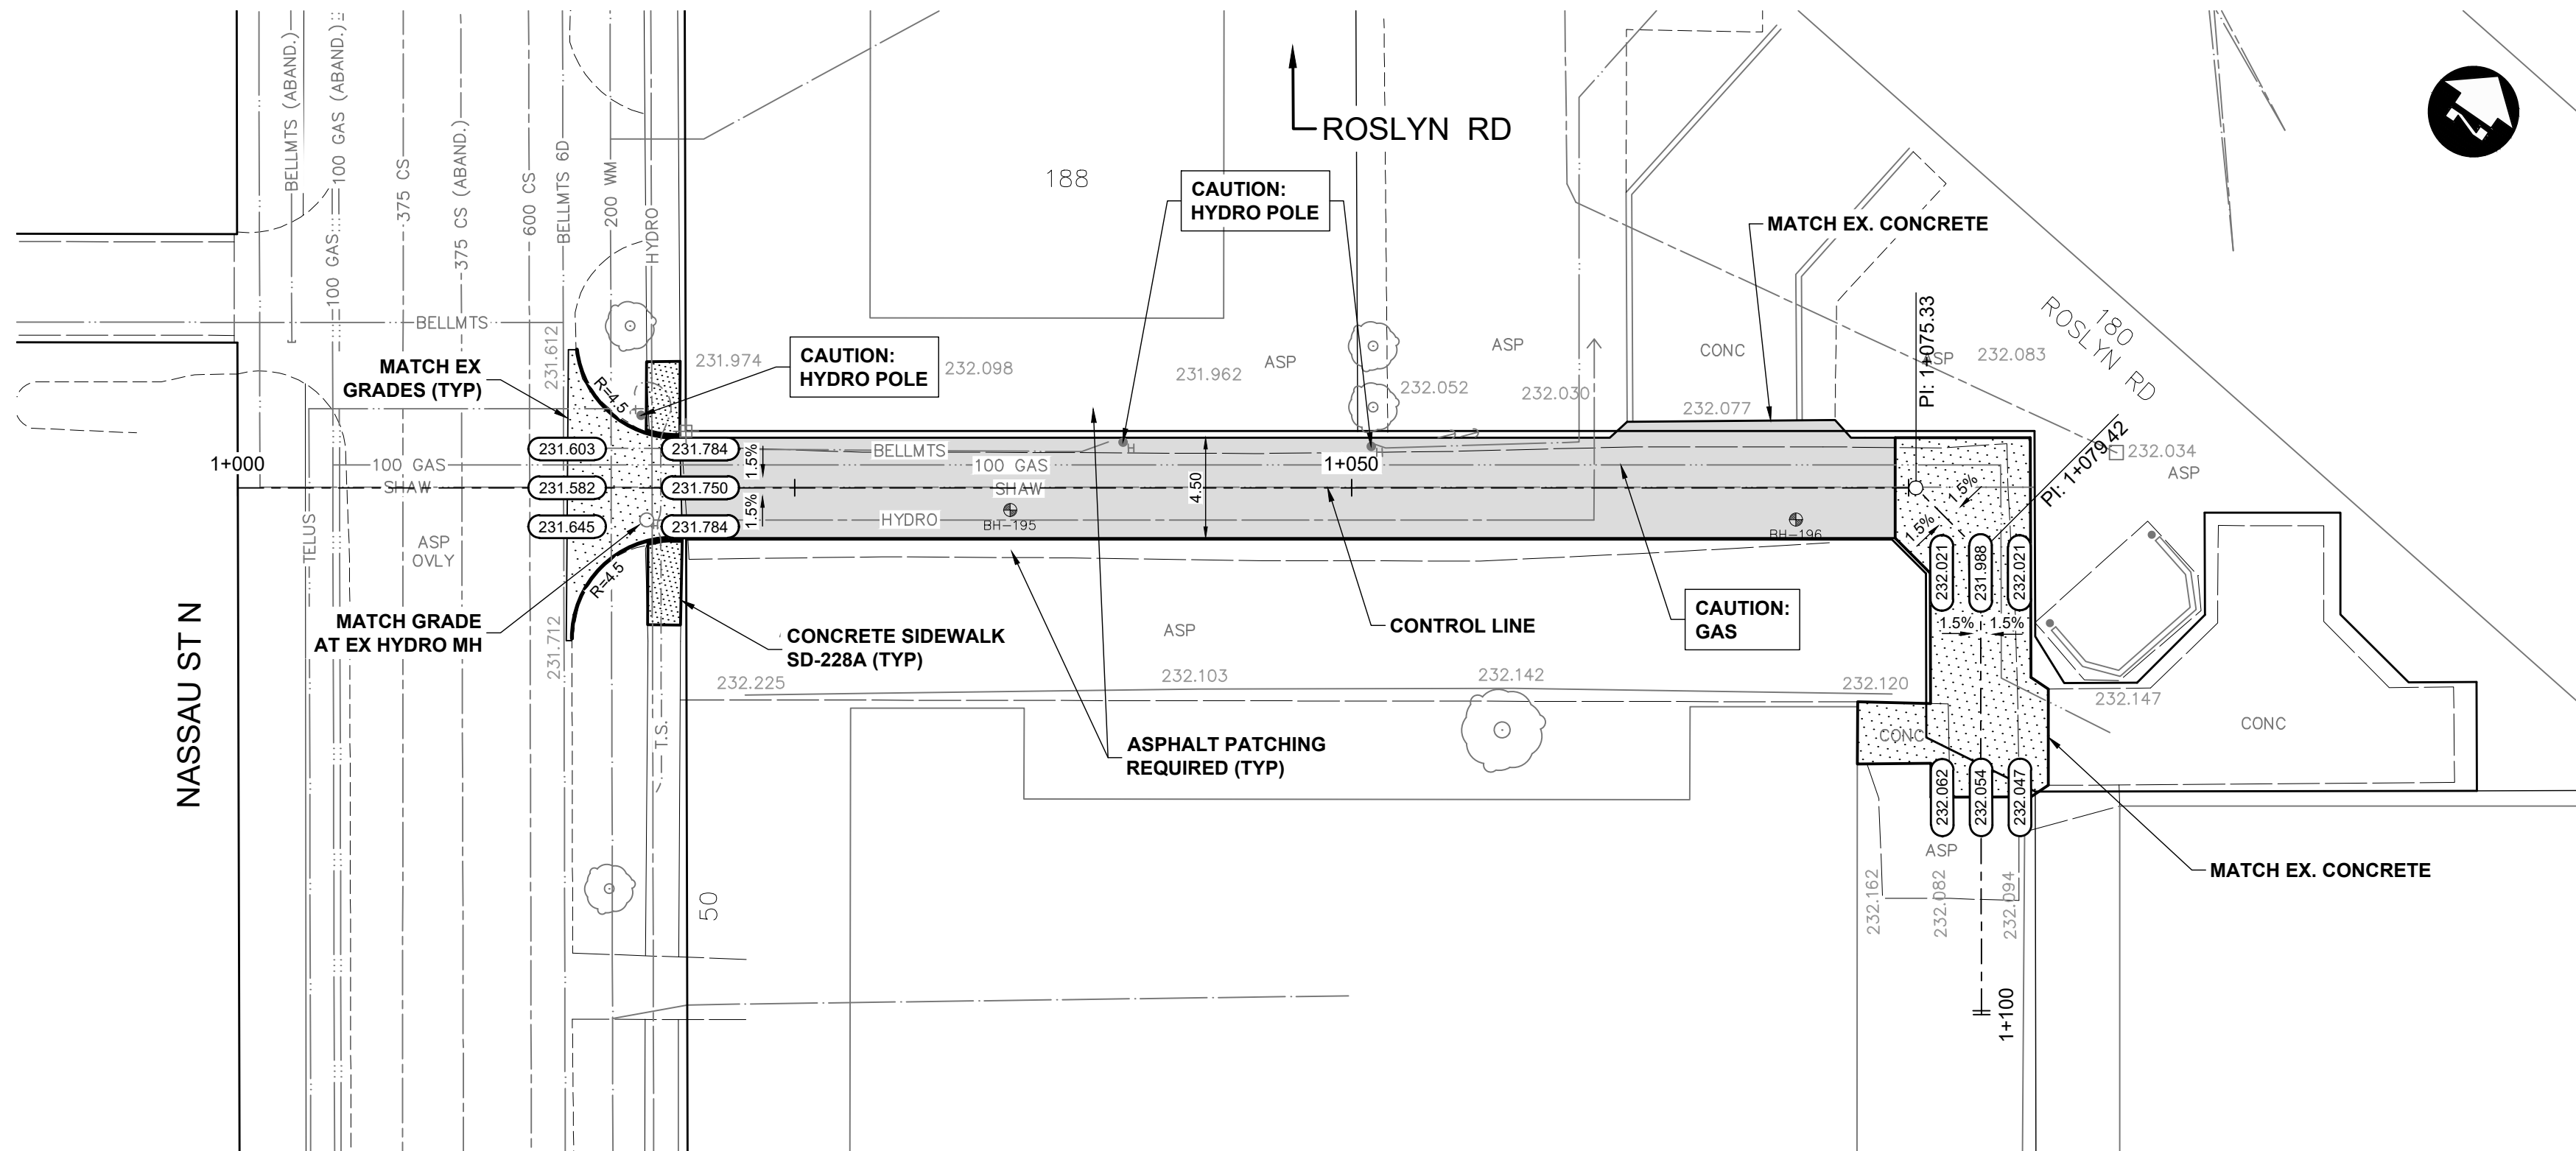 BELLMTS (ABAND.)
100 GAS (ABAND.)
375 CS
375 CS (ABAND.)
600 CS
BELLMTS 6D
200 WM
HYDRO
100 GAS
188
ROSLYN RD
CAUTION:
HYDRO POLE
MATCH EX. CONCRETE
BELLMTS
231.612
MATCH EX
GRADES (TYP)
R=4.5
CAUTION:
HYDRO POLE
231.974
232.098
231.962
ASP
232.052
ASP
232.030
CONC
232.077
PI: 1+075.33
ASP
232.083
180
ROSLYN RD
PI: 1+079.42
232.034
ASP
1+000
100 GAS
SHAW
231.603
231.582
231.645
231.784
231.750
231.784
1.5%
1.5%
BELLMTS
100 GAS
SHAW
HYDRO
BH-195
4.50
H
1+050
H
BH-196
1.5%
1.5%
232.021
231.988
232.021
1.5%
1.5%
TELUS
ASP
OVLY
R=4.5
NASSAU ST N
MATCH GRADE
AT EX HYDRO MH
231.712
T.S.
CONCRETE SIDEWALK
SD-228A (TYP)
ASP
CONTROL LINE
CAUTION:
GAS
232.225
232.103
232.142
232.120
232.147
CONC
CONC
ASPHALT PATCHING
REQUIRED (TYP)
232.062
232.054
232.047
ASP
232.162
232.082
232.094
MATCH EX. CONCRETE
50
1+100